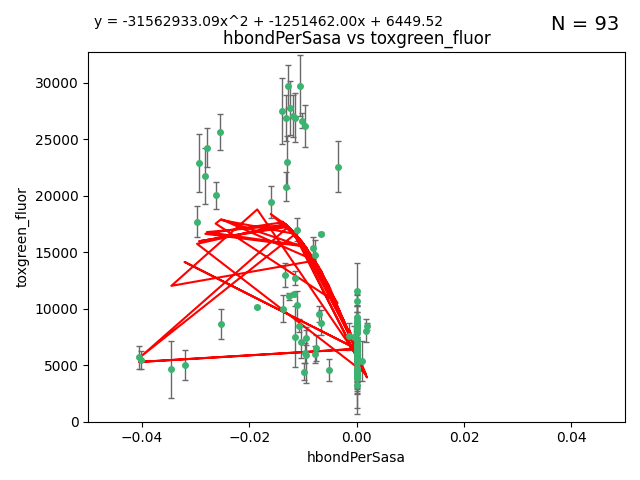 y = -31562933.09x^2 + -1251462.00x + 6449.52
N = 93
hbondPerSasa vs toxgreen_fluor
toxgreen_fluor
30000
25000
20000
15000
10000
5000
0
−0.04
−0.02
0.00
0.02
0.04
hbondPerSasa